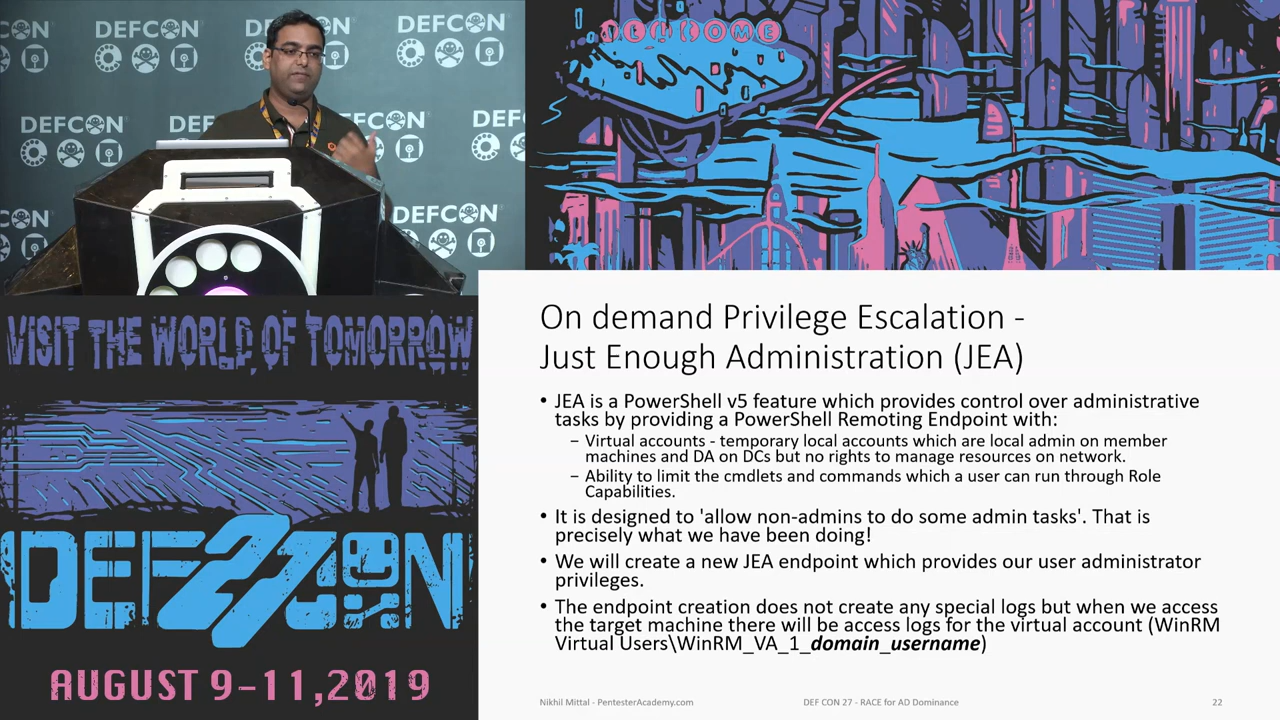 DEFCON
DEFCON
DEFCON
DEFCON
DEF
DEFCON
WELCOME
VISIT THE WORLD OF TOMORROW
DEF27CON
AUGUST 9-11,2019
On demand Privilege Escalation -
Just Enough Administration (JEA)
• JEA is a PowerShell v5 feature which provides control over administrative
tasks by providing a PowerShell Remoting Endpoint with:
– Virtual accounts - temporary local accounts which are local admin on member
machines and DA on DCs but no rights to manage resources on network.
– Ability to limit the cmdlets and commands which a user can run through Role
Capabilities.
• It is designed to 'allow non-admins to do some admin tasks'. That is
precisely what we have been doing!
• We will create a new JEA endpoint which provides our user administrator
privileges.
• The endpoint creation does not create any special logs but when we access
the target machine there will be access logs for the virtual account (WinRM
Virtual Users\WinRM_VA_1_domain_username)
Nikhil Mittal - PentesterAcademy.com
DEF CON 27 - RACE for AD Dominance
22